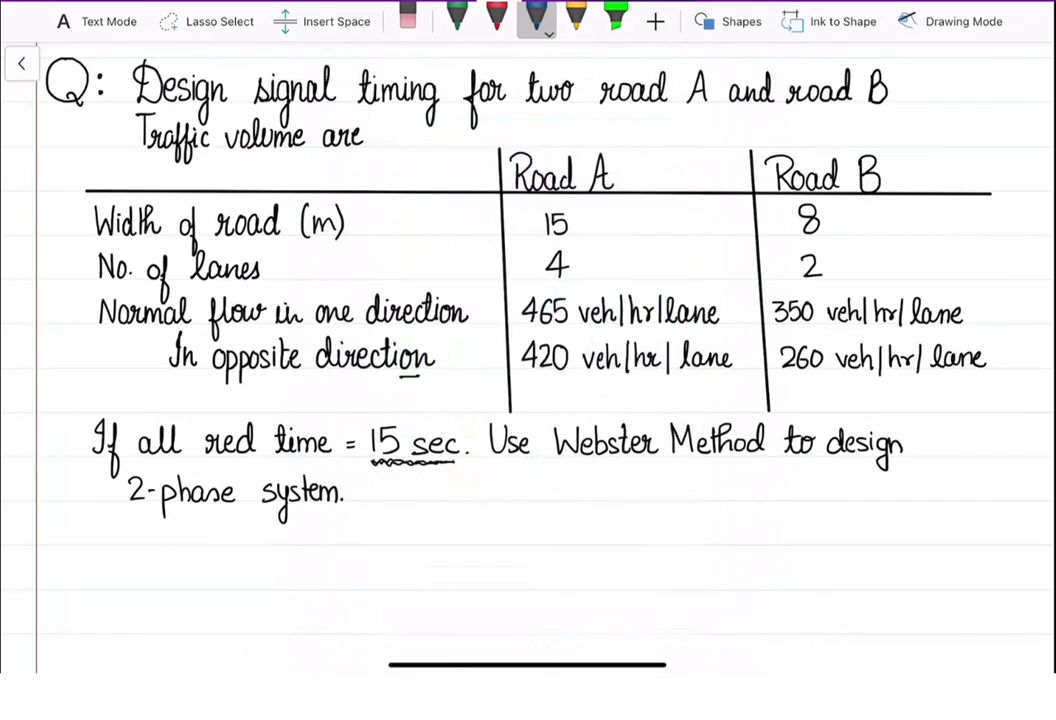 Text Mode Lasso Select Insert Space Shapes Ink to Shape Drawing Mode
Q: Design signal timing for two road A and road B
Traffic volume are
Road A Road B
Width of road (m) 15 8
No. of lanes 4 2
Normal flow in one direction 465 veh/hr/lane 350 veh/hr/lane
In opposite direction 420 veh/hr/lane 260 veh/hr/lane
If all red time = 15 sec. Use Webster Method to design
2-phase system.